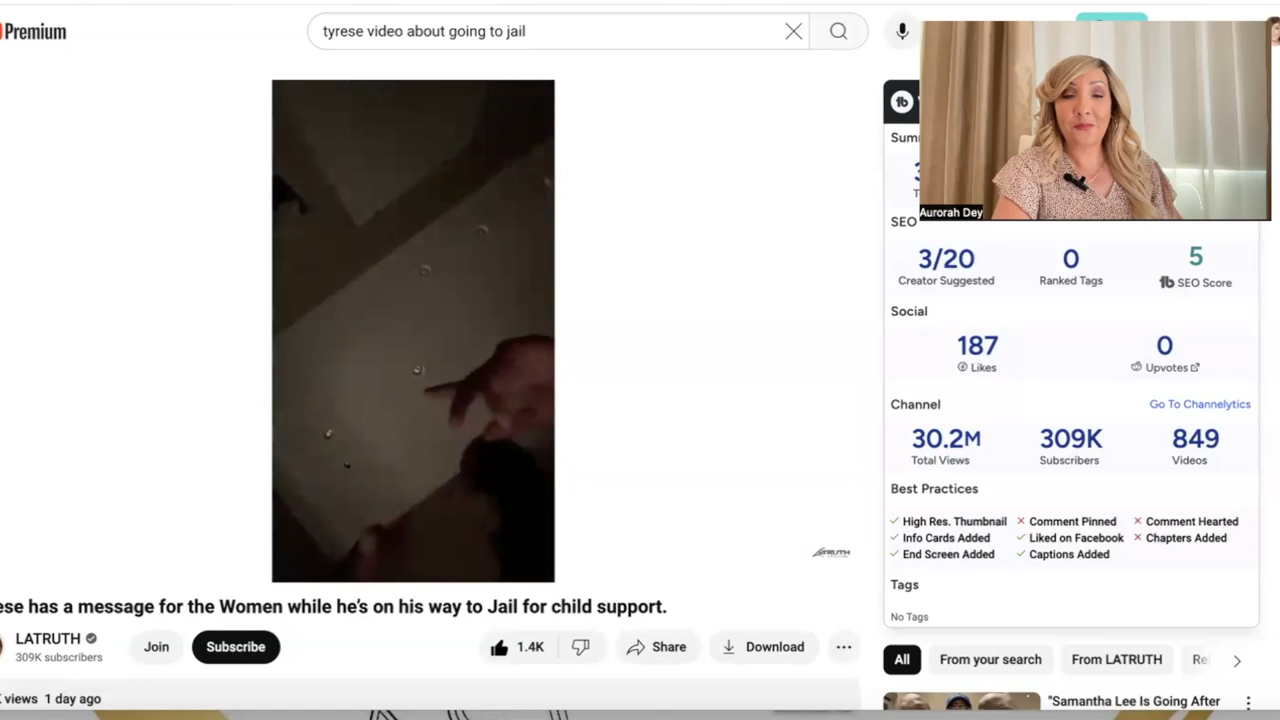 Premium
tyrese video about going to jail
Aurorah Dey
SEO
3/20
Creator Suggested
0
Ranked Tags
5
SEO Score
Social
187
Likes
0
Upvotes
Channel
Go To Channelytics
30.2M
Total Views
309K
Subscribers
849
Videos
Best Practices
High Res. Thumbnail
Comment Pinned
Comment Hearted
Info Cards Added
Liked on Facebook
Chapters Added
End Screen Added
Captions Added
Tags
No Tags
has a message for the Women while he's on his way to Jail for child support.
LATRUTH
309K subscribers
Join
Subscribe
1.4K
Share
Download
...
views 1 day ago
All
From your search
From LATRUTH
"Samantha Lee Is Going After